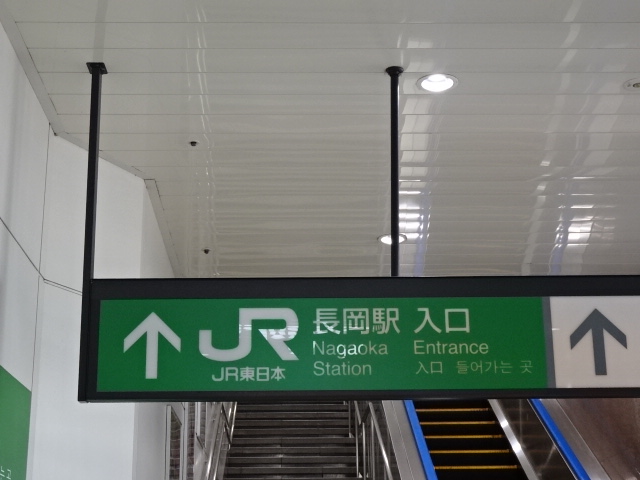 JR 長岡駅 入口
Nagaoka Entrance
JR東日本 Station 入口 들어가는 곳